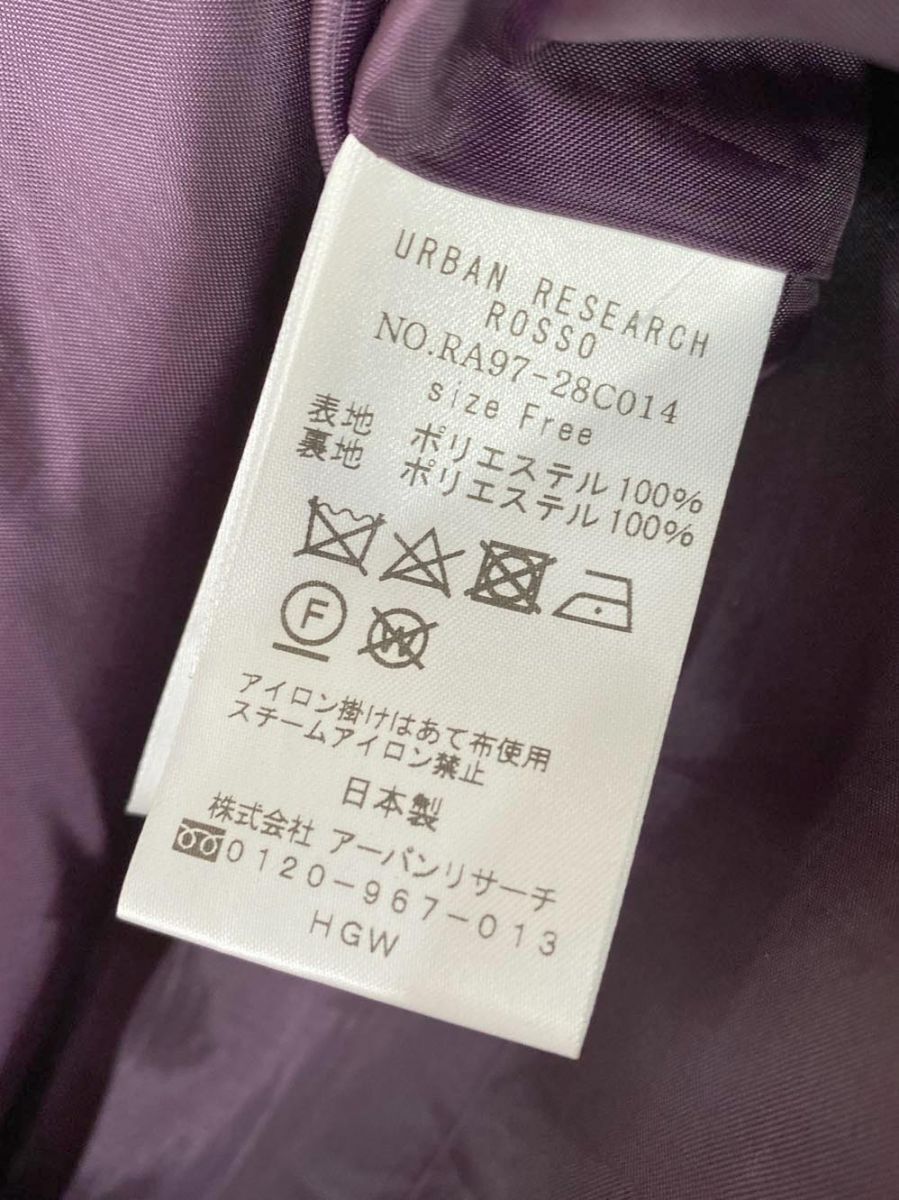 URBAN RESEARCH
ROSSO
NO.RA97-28C014
size Free
表地 ポリエステル100%
裏地 ポリエステル100%
F W
アイロン掛けはあて布使用
スチームアイロン禁止
日本製
株式会社 アーバンリサーチ
0120-967-013
HGW